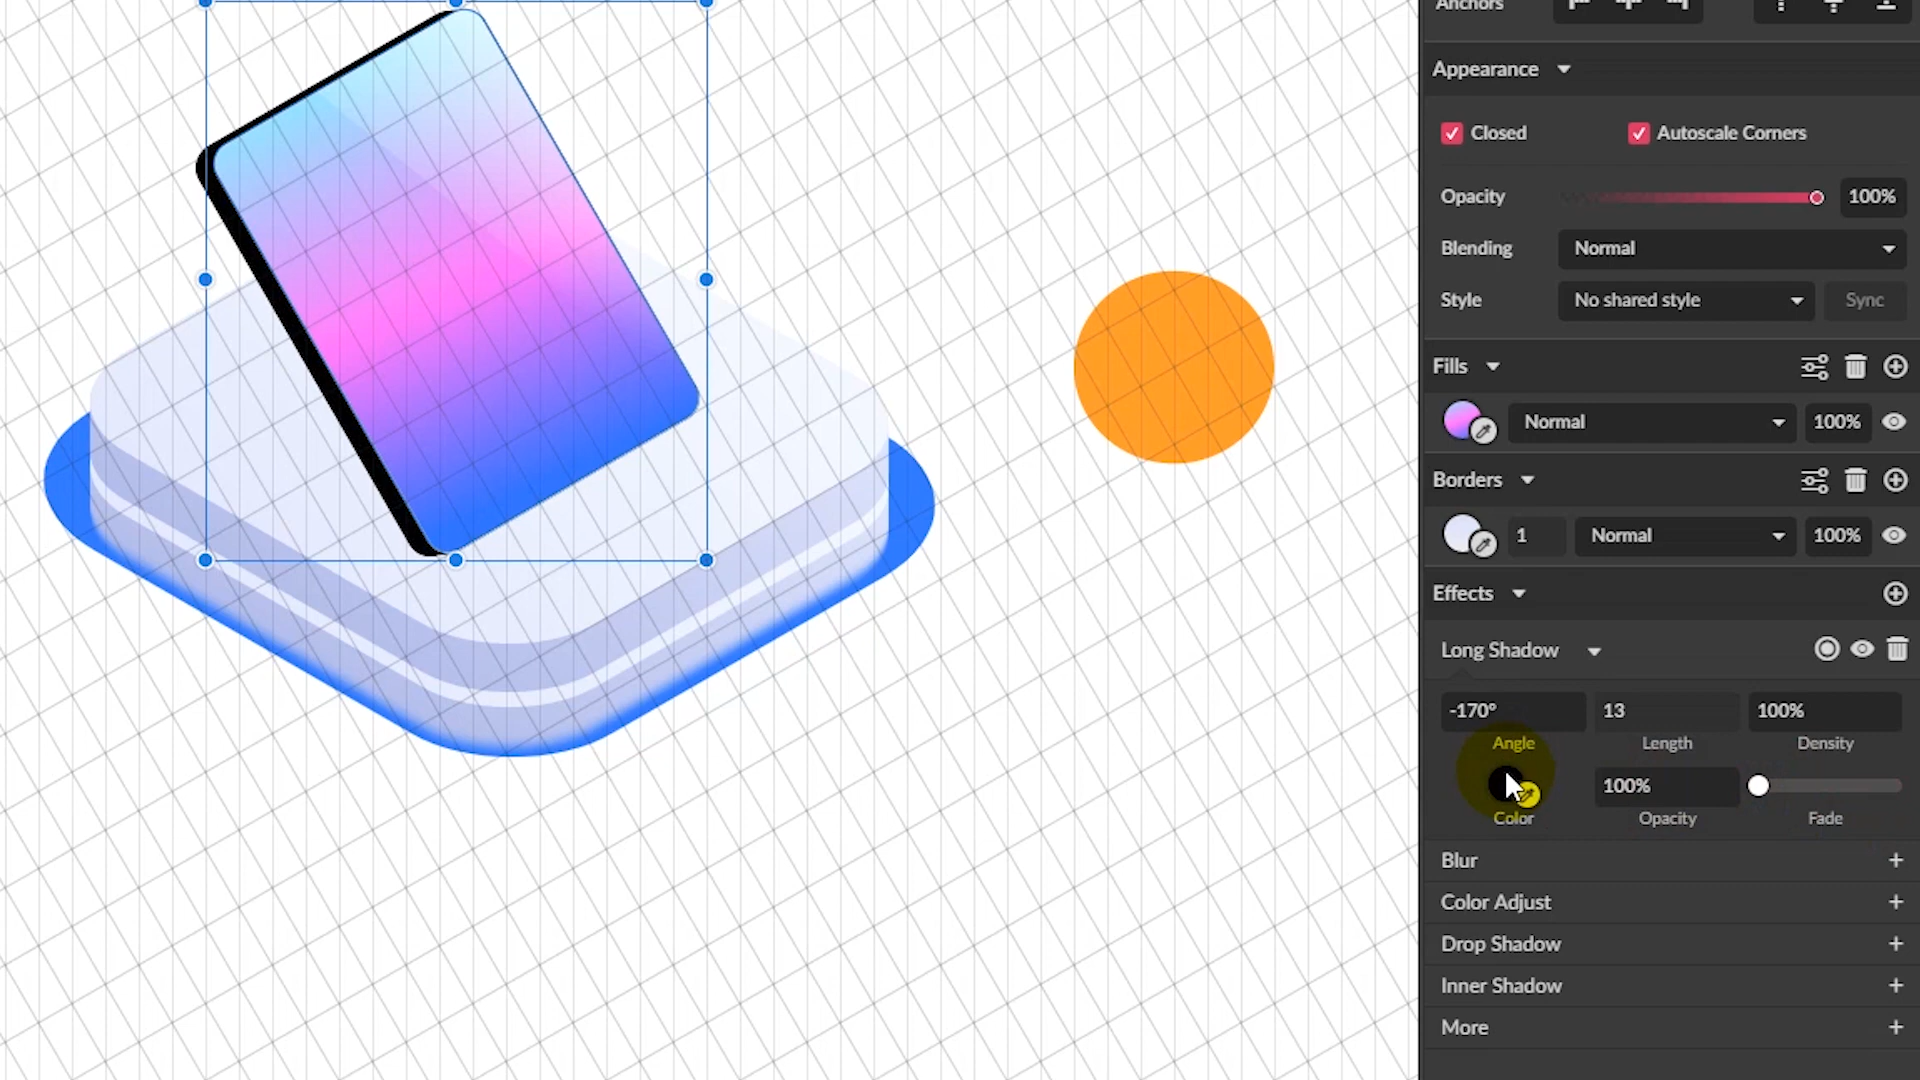 Anchors
Appearance
Closed
Autoscale Corners
Opacity
100%
Blending
Normal
Style
No shared style
Sync
Fills
Normal
100%
Borders
1
Normal
100%
Effects
Long Shadow
-170°
13
100%
Angle
Length
Density
100%
Color
Opacity
Fade
Blur
Color Adjust
Drop Shadow
Inner Shadow
More